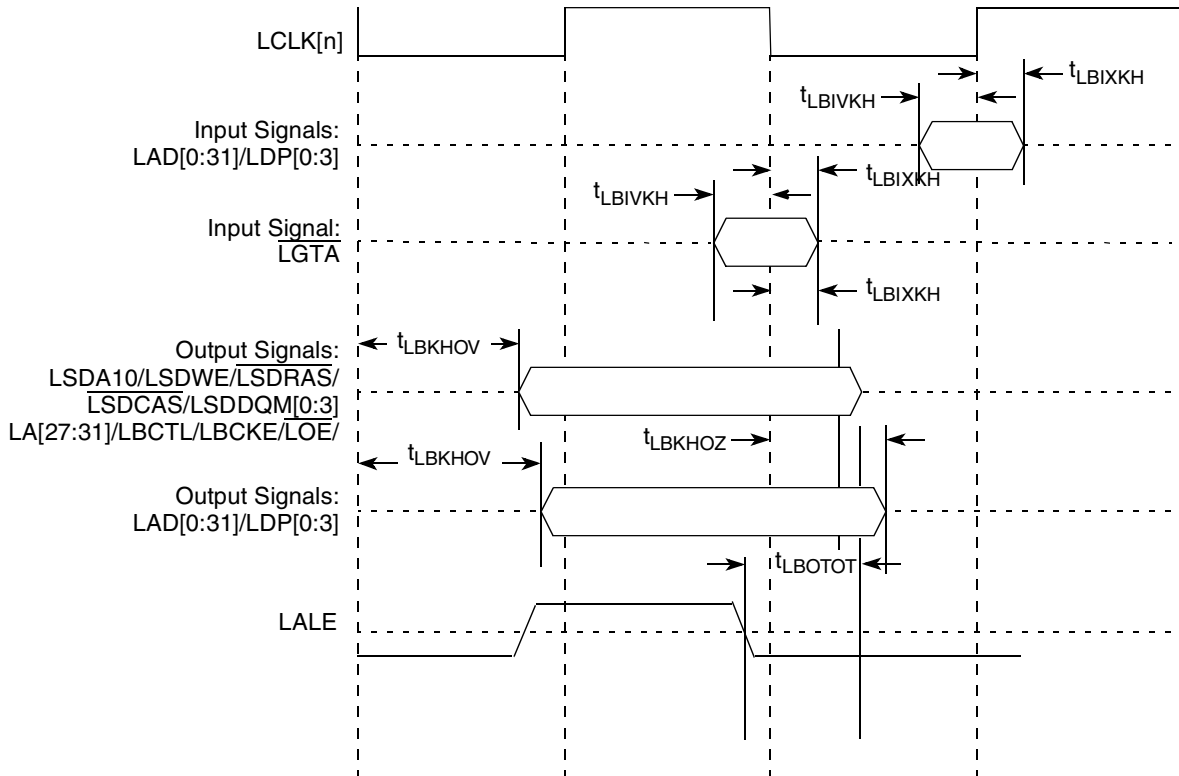 LCLK[n]
tLBIXKH
tLBIVKH
Input Signals:
LAD[0:31]/LDP[0:3]
tLBIXKH
tLBIVKH
Input Signal:
LGTA
tLBIXKH
tLBKHOV
Output Signals:
LSDA10/LSDWE/LSDRAS/
LSDCAS/LSDDQM[0:3]
LA[27:31]/LBCTL/LBCKE/LOE/
tLBKHOZ
tLBKHOV
Output Signals:
LAD[0:31]/LDP[0:3]
tLBOTOT
LALE